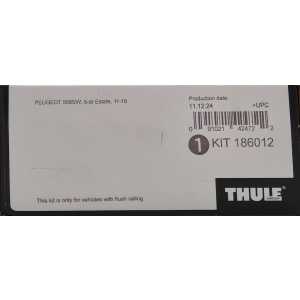 PEUGEOT 508SW, 5-dr Estate, 11-18
Production date:
11.12.24 >UPC
0 91021 42472 2
1 KIT 186012
THULE
SWEDEN
This kit is only for vehicles with flush railing